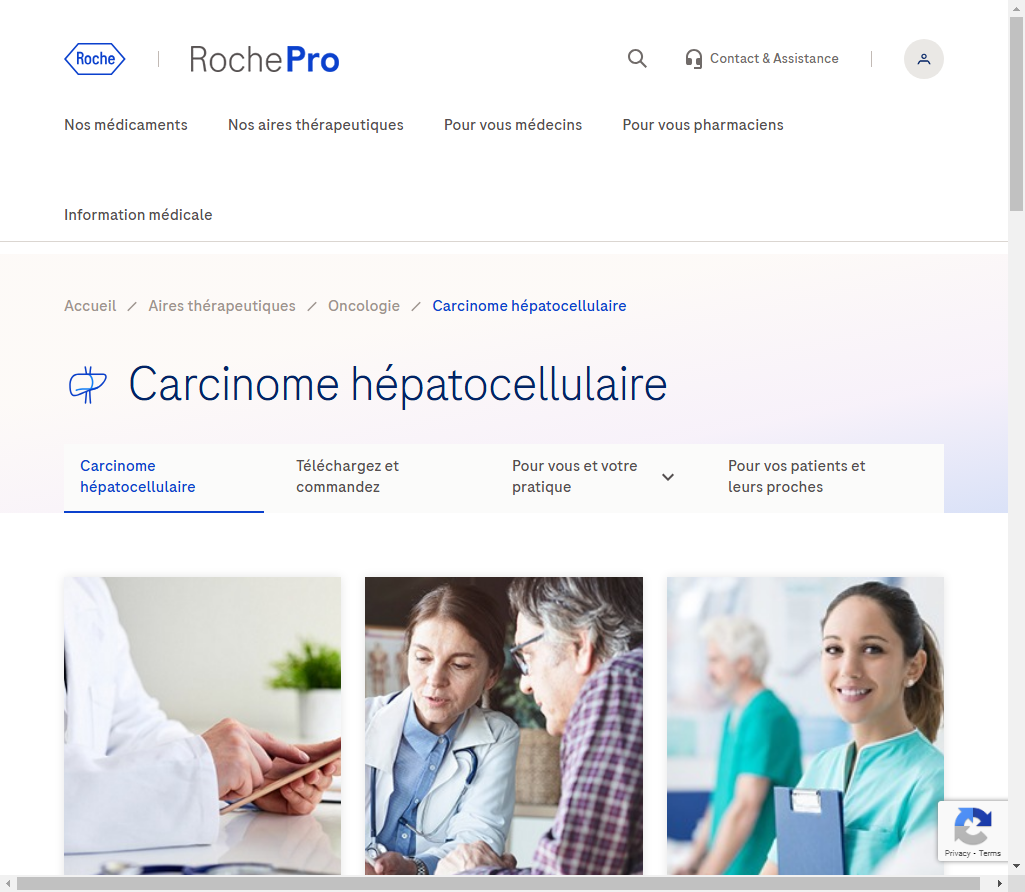 Roche
RochePro
Contact & Assistance
Nos médicaments
Nos aires thérapeutiques
Pour vous médecins
Pour vous pharmaciens
Information médicale
Accueil / Aires thérapeutiques / Oncologie / Carcinome hépatocellulaire
Carcinome hépatocellulaire
Carcinome
hépatocellulaire
Téléchargez et
commandez
Pour vous et votre
pratique
Pour vos patients et
leurs proches
Privacy - Terms